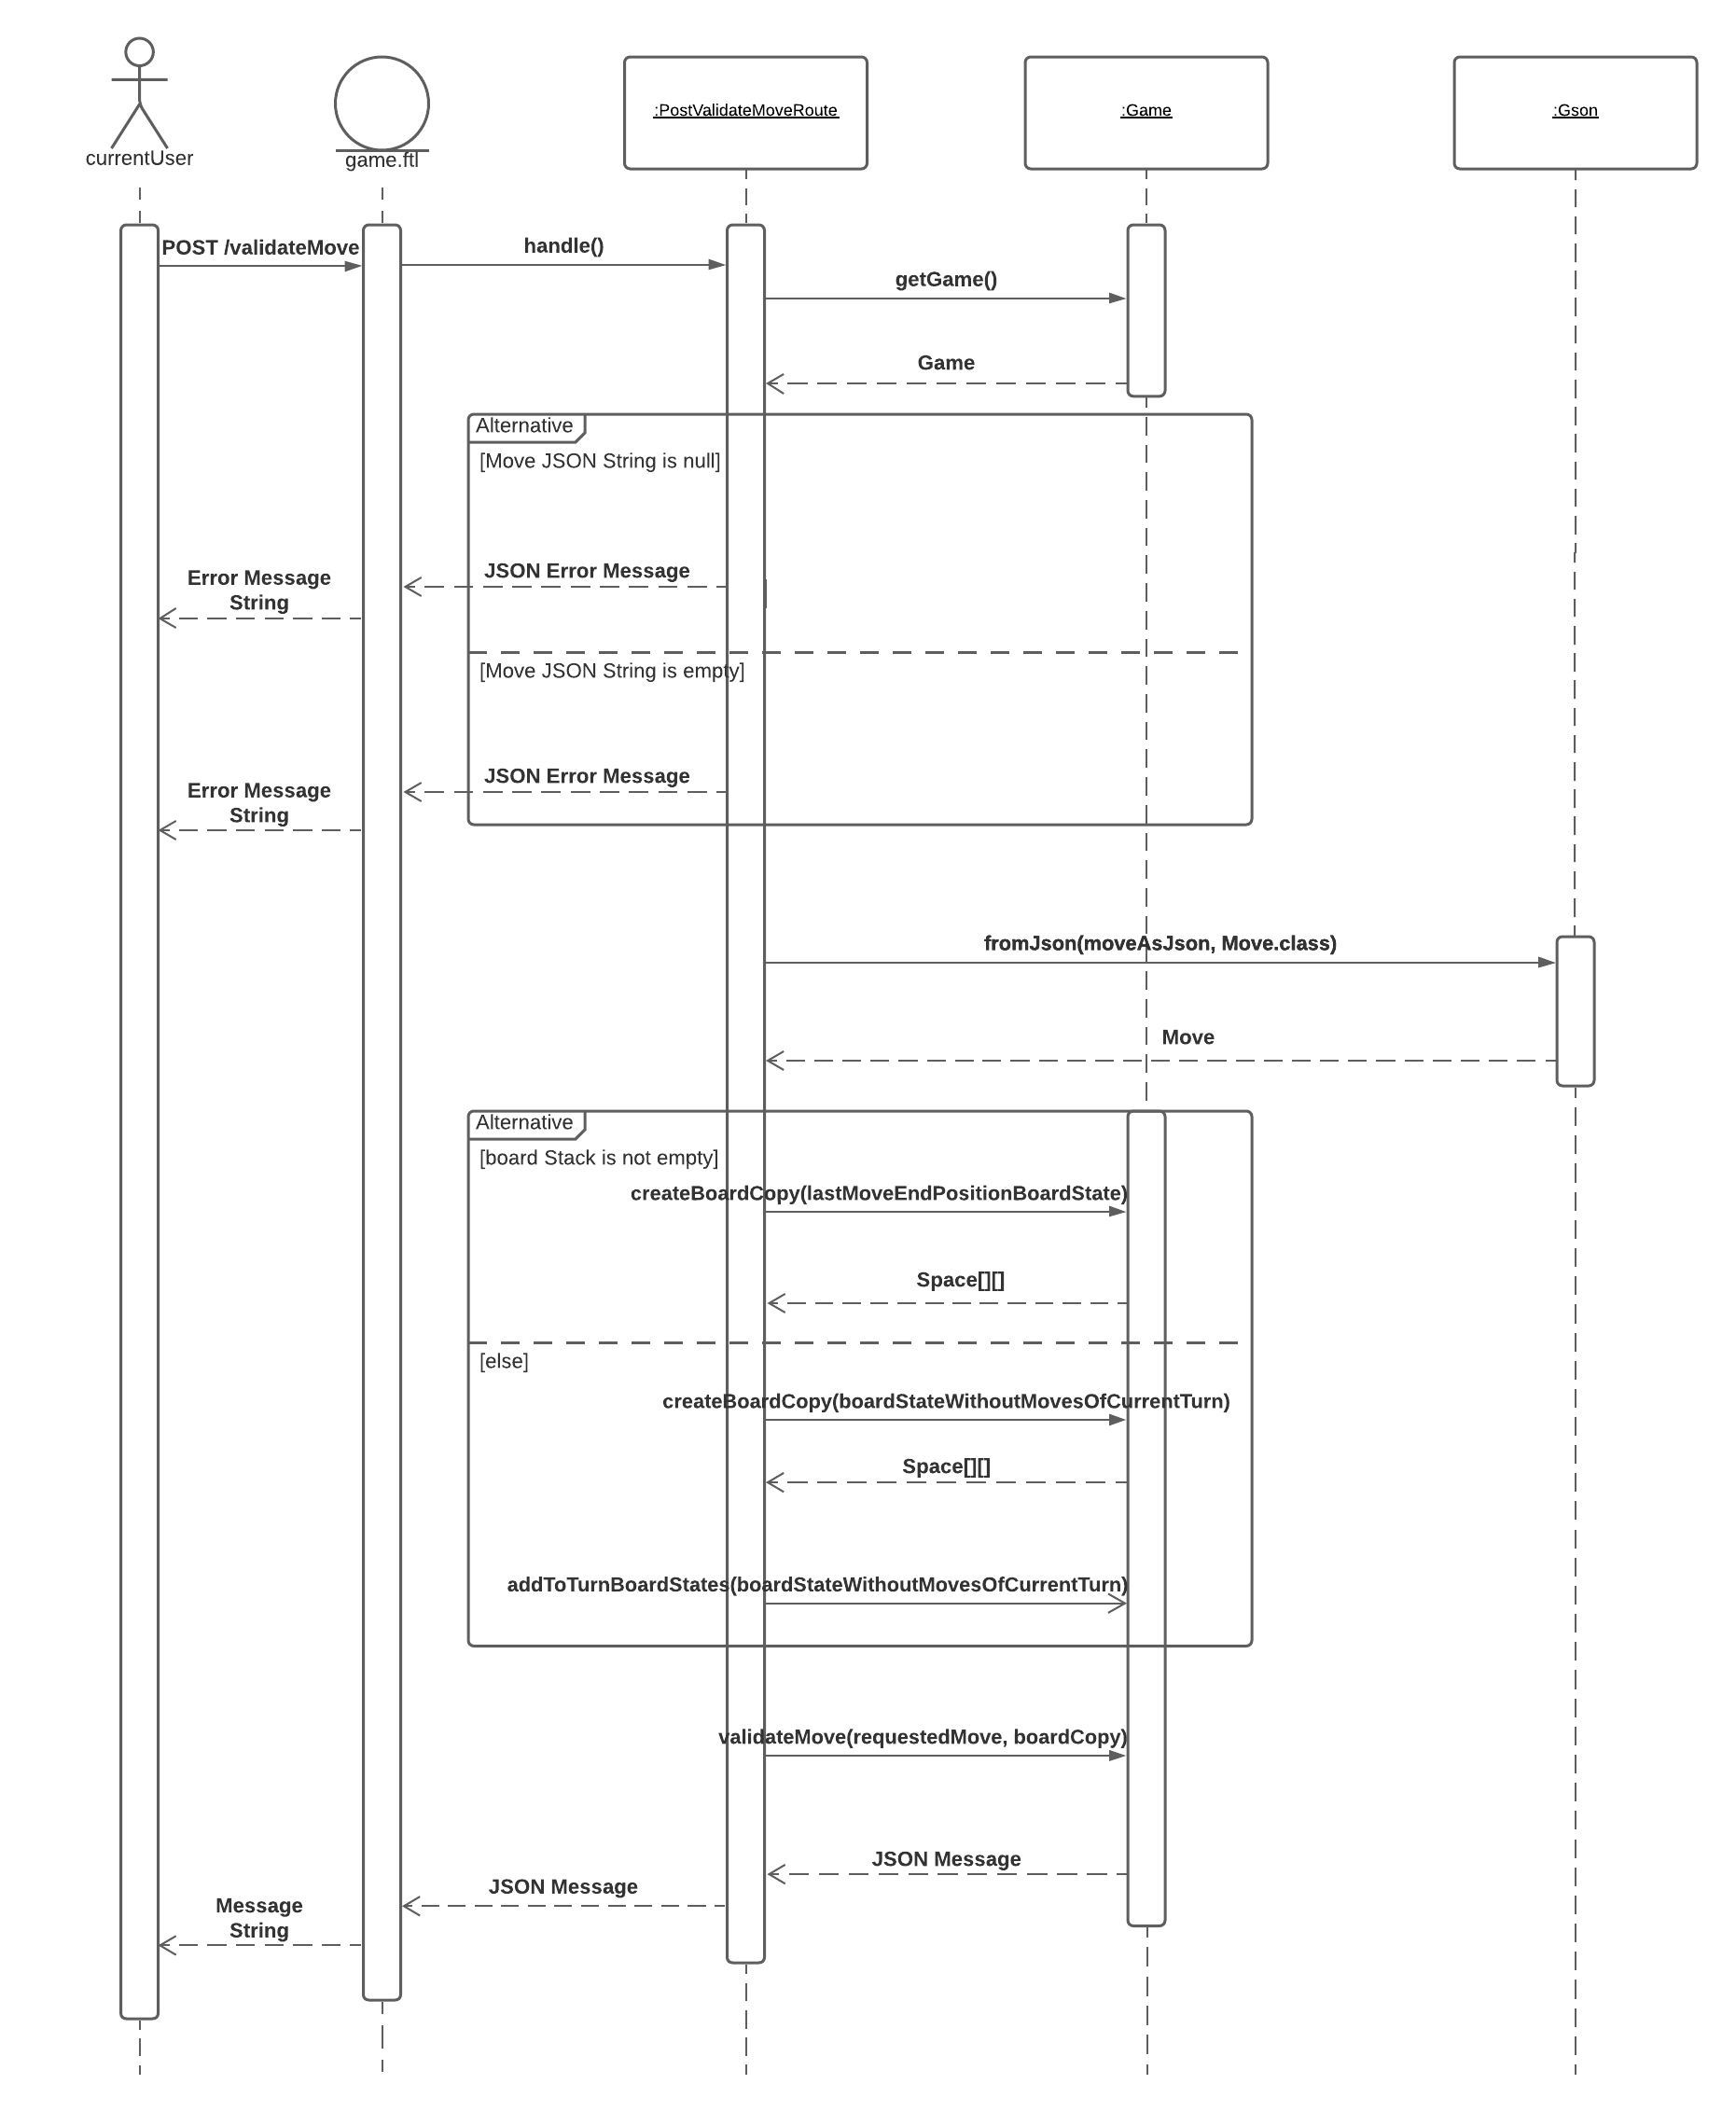 currentUser
game.ftl
:PostValidateMoveRoute
:Game
:Gson
POST /validateMove
handle()
getGame()
Game
Alternative
[Move JSON String is null]
JSON Error Message
Error Message
String
[Move JSON String is empty]
JSON Error Message
Error Message
String
fromJson(moveAsJson, Move.class)
Move
Alternative
[board Stack is not empty]
createBoardCopy(lastMoveEndPositionBoardState)
Space[][]
[else]
createBoardCopy(boardStateWithoutMovesOfCurrentTurn)
Space[][]
addToTurnBoardStates(boardStateWithoutMovesOfCurrentTurn)
validateMove(requestedMove, boardCopy)
JSON Message
JSON Message
Message
String